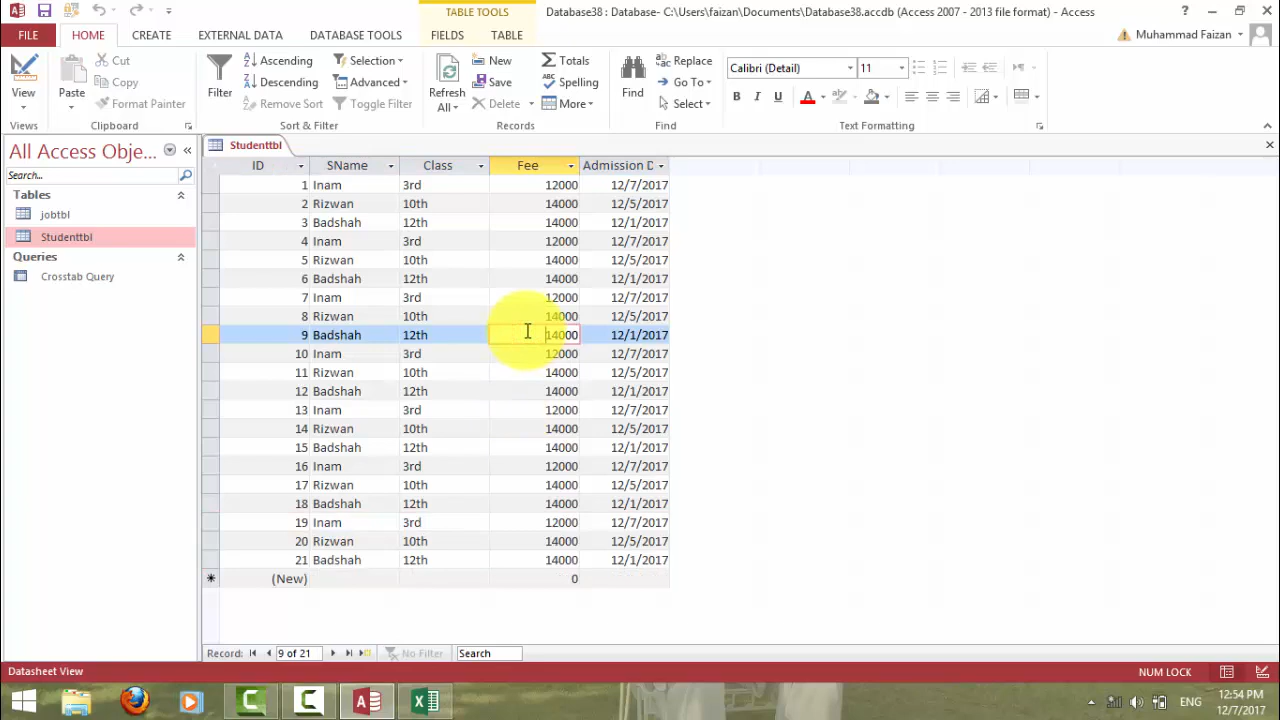 TABLE TOOLS
Database38 : Database- C:\Users\faizan\Documents\Database38.accdb (Access 2007 - 2013 file format) - Access
?
FILE HOME CREATE EXTERNAL DATA DATABASE TOOLS FIELDS TABLE Muhammad Faizan
View
Views
Paste
Cut
Copy
Format Painter
Clipboard
Filter
Ascending
Descending
Remove Sort
Selection
Advanced
Toggle Filter
Sort & Filter
Refresh
All
New
Save
Delete
Totals
Spelling
More
Records
Find
Replace
Go To
Select
Find
Calibri (Detail) 11
B I U A
Text Formatting
All Access Obje...
Search...
Tables
jobtbl
Studenttbl
Queries
Crosstab Query
Studenttbl
ID SName Class Fee Admission D
1 Inam 3rd 12000 12/7/2017
2 Rizwan 10th 14000 12/5/2017
3 Badshah 12th 14000 12/1/2017
4 Inam 3rd 12000 12/7/2017
5 Rizwan 10th 14000 12/5/2017
6 Badshah 12th 14000 12/1/2017
7 Inam 3rd 12000 12/7/2017
8 Rizwan 10th 14000 12/5/2017
9 Badshah 12th 14000 12/1/2017
10 Inam 3rd 12000 12/7/2017
11 Rizwan 10th 14000 12/5/2017
12 Badshah 12th 14000 12/1/2017
13 Inam 3rd 12000 12/7/2017
14 Rizwan 10th 14000 12/5/2017
15 Badshah 12th 14000 12/1/2017
16 Inam 3rd 12000 12/7/2017
17 Rizwan 10th 14000 12/5/2017
18 Badshah 12th 14000 12/1/2017
19 Inam 3rd 12000 12/7/2017
20 Rizwan 10th 14000 12/5/2017
21 Badshah 12th 14000 12/1/2017
(New) 0
Record: 9 of 21 No Filter Search
Datasheet View NUM LOCK
ENG
12:54 PM
12/7/2017